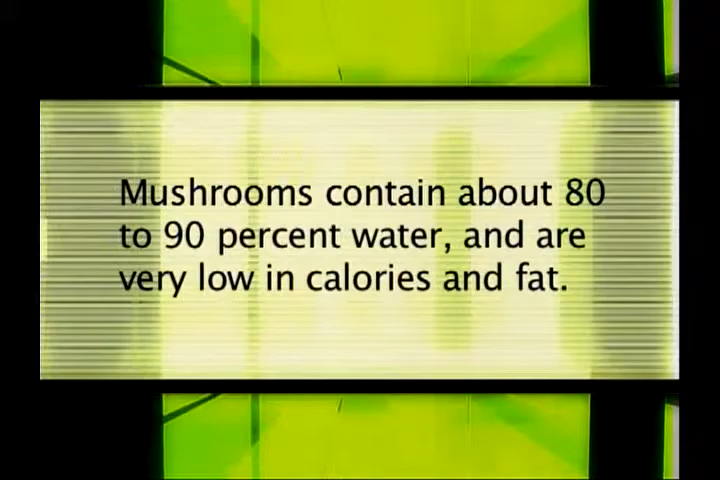 Mushrooms contain about 80
to 90 percent water, and are
very low in calories and fat.